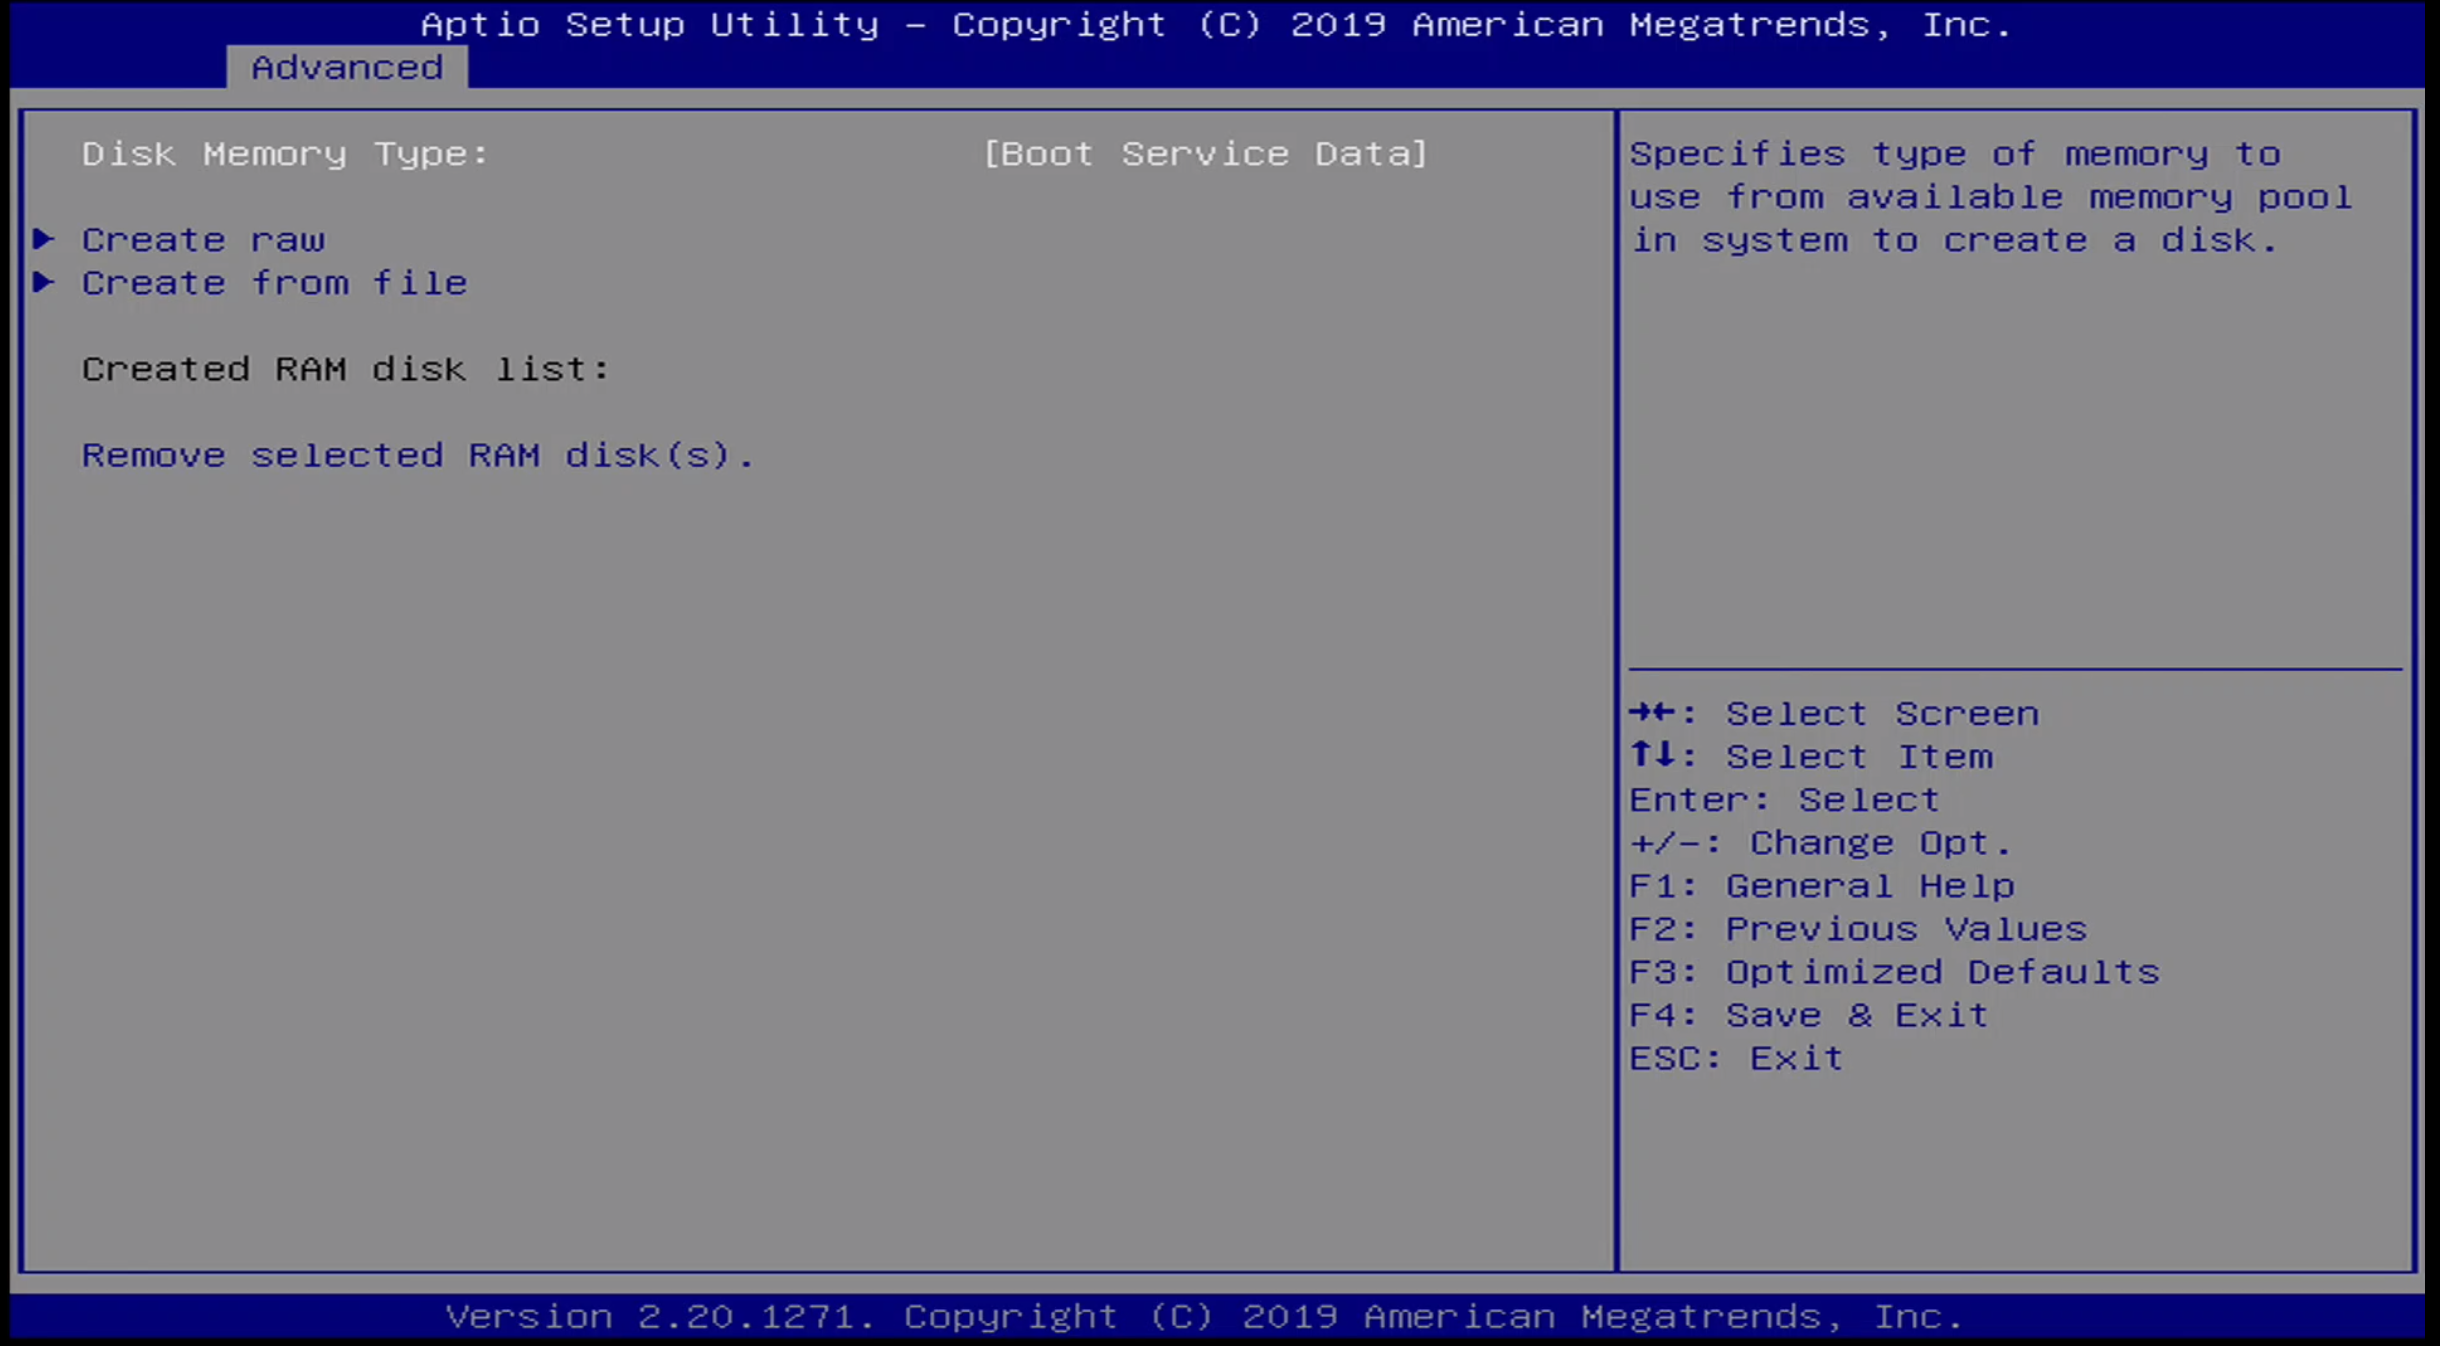 Aptio Setup Utility – Copyright (C) 2019 American Megatrends, Inc.
Advanced
Disk Memory Type: [Boot Service Data]
► Create raw
► Create from file
Created RAM disk list:
Remove selected RAM disk(s).
Specifies type of memory to
use from available memory pool
in system to create a disk.
→←: Select Screen
↑↓: Select Item
Enter: Select
+/-: Change Opt.
F1: General Help
F2: Previous Values
F3: Optimized Defaults
F4: Save & Exit
ESC: Exit
Version 2.20.1271. Copyright (C) 2019 American Megatrends, Inc.